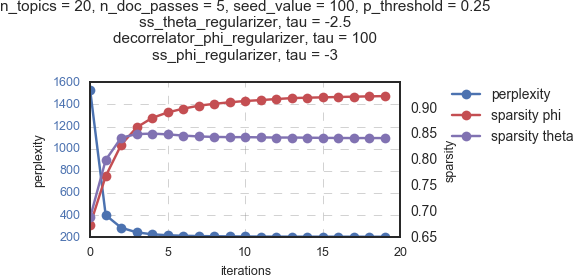 n_topics = 20, n_doc_passes = 5, seed_value = 100, p_threshold = 0.25
ss_theta_regularizer, tau = -2.5
decorrelator_phi_regularizer, tau = 100
ss_phi_regularizer, tau = -3
1600
1400
1200
1000
800
600
400
200
perplexity
0
5
10
15
20
iterations
0.90
0.85
0.80
0.75
0.70
0.65
sparsity
perplexity
sparsity phi
sparsity theta